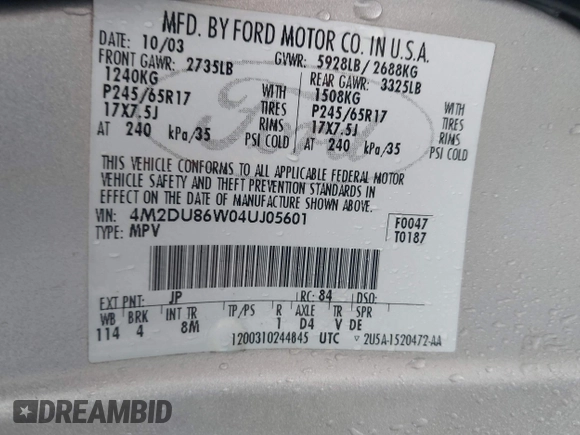 MFD. BY FORD MOTOR CO. IN U.S.A.
DATE: 10/03 GVWR: 5928LB/ 2688KG
FRONT GAWR: 2735LB REAR GAWR: 3325LB
1240KG WITH 1508KG WITH
P245/65R17 TIRES P245/65R17 TIRES
17X7.5J RIMS 17X7.5J RIMS
AT 240 kPa/35 PSI COLD AT 240 kPa/35 PSI COLD
Ford
THIS VEHICLE CONFORMS TO ALL APPLICABLE FEDERAL MOTOR
VEHICLE SAFETY AND THEFT PREVENTION STANDARDS IN
EFFECT ON THE DATE OF MANUFACTURE SHOWN ABOVE.
VIN: 4M2DU86W04UJ05601 F0047
TYPE: MPV T0187
EXT PNT: JP RC: 84 DSO:
WB BRK INT TR TP/PS R AXLE TR SPR
114 4 8M 1 D4 V DE
1200310244845 UTC 2U5A-1520472-AA
DREAMBID